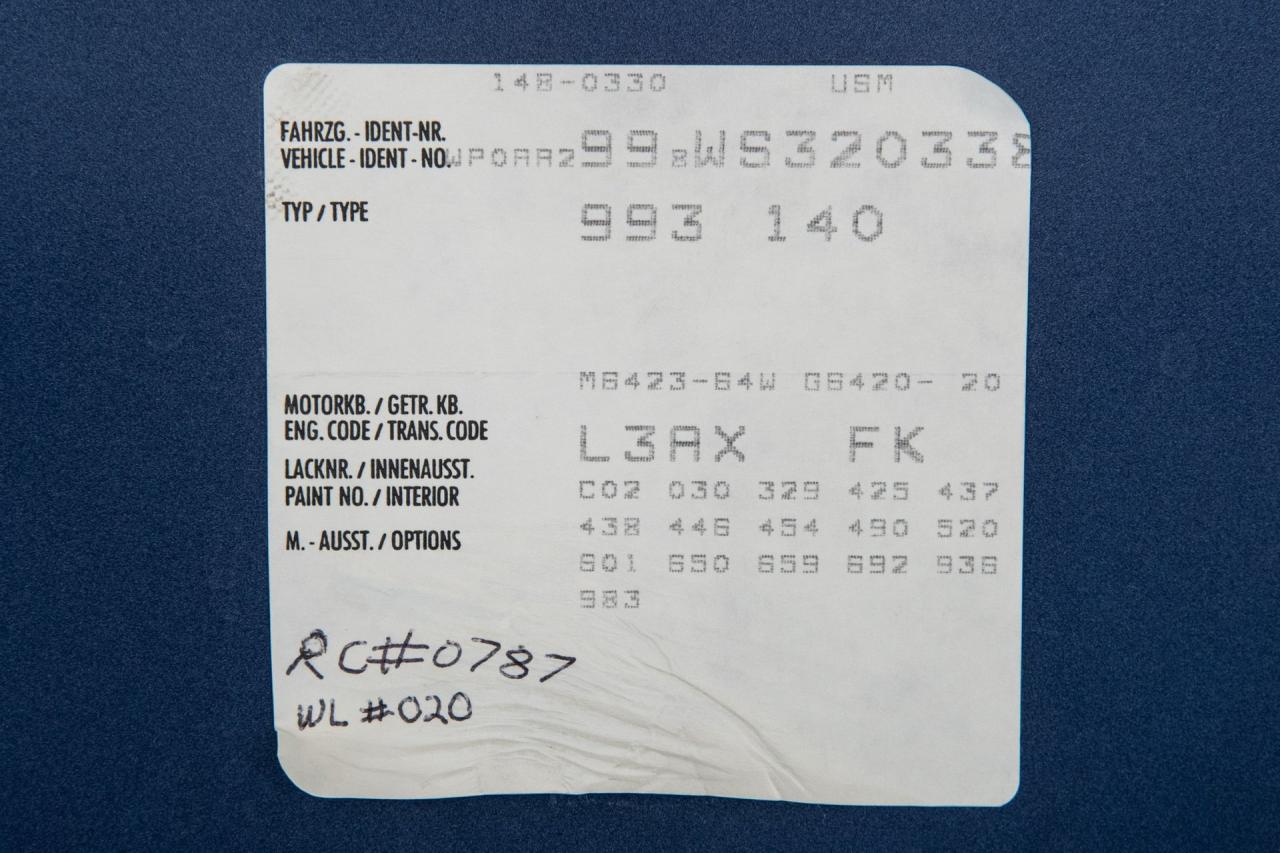 148-0330 USM
FAHRZG.-IDENT-NR.
VEHICLE-IDENT-NO. WP0AA299 8WS32033
TYP / TYPE 993 140
M6423-64W G6420- 20
MOTORKB. / GETR. KB.
ENG. CODE / TRANS. CODE L3AX FK
LACKNR. / INNENAUSST.
PAINT NO. / INTERIOR C02 030 329 425 437
M.-AUSST. / OPTIONS 438 446 454 490 520
601 650 659 692 936
983
RC#0787
WL#020